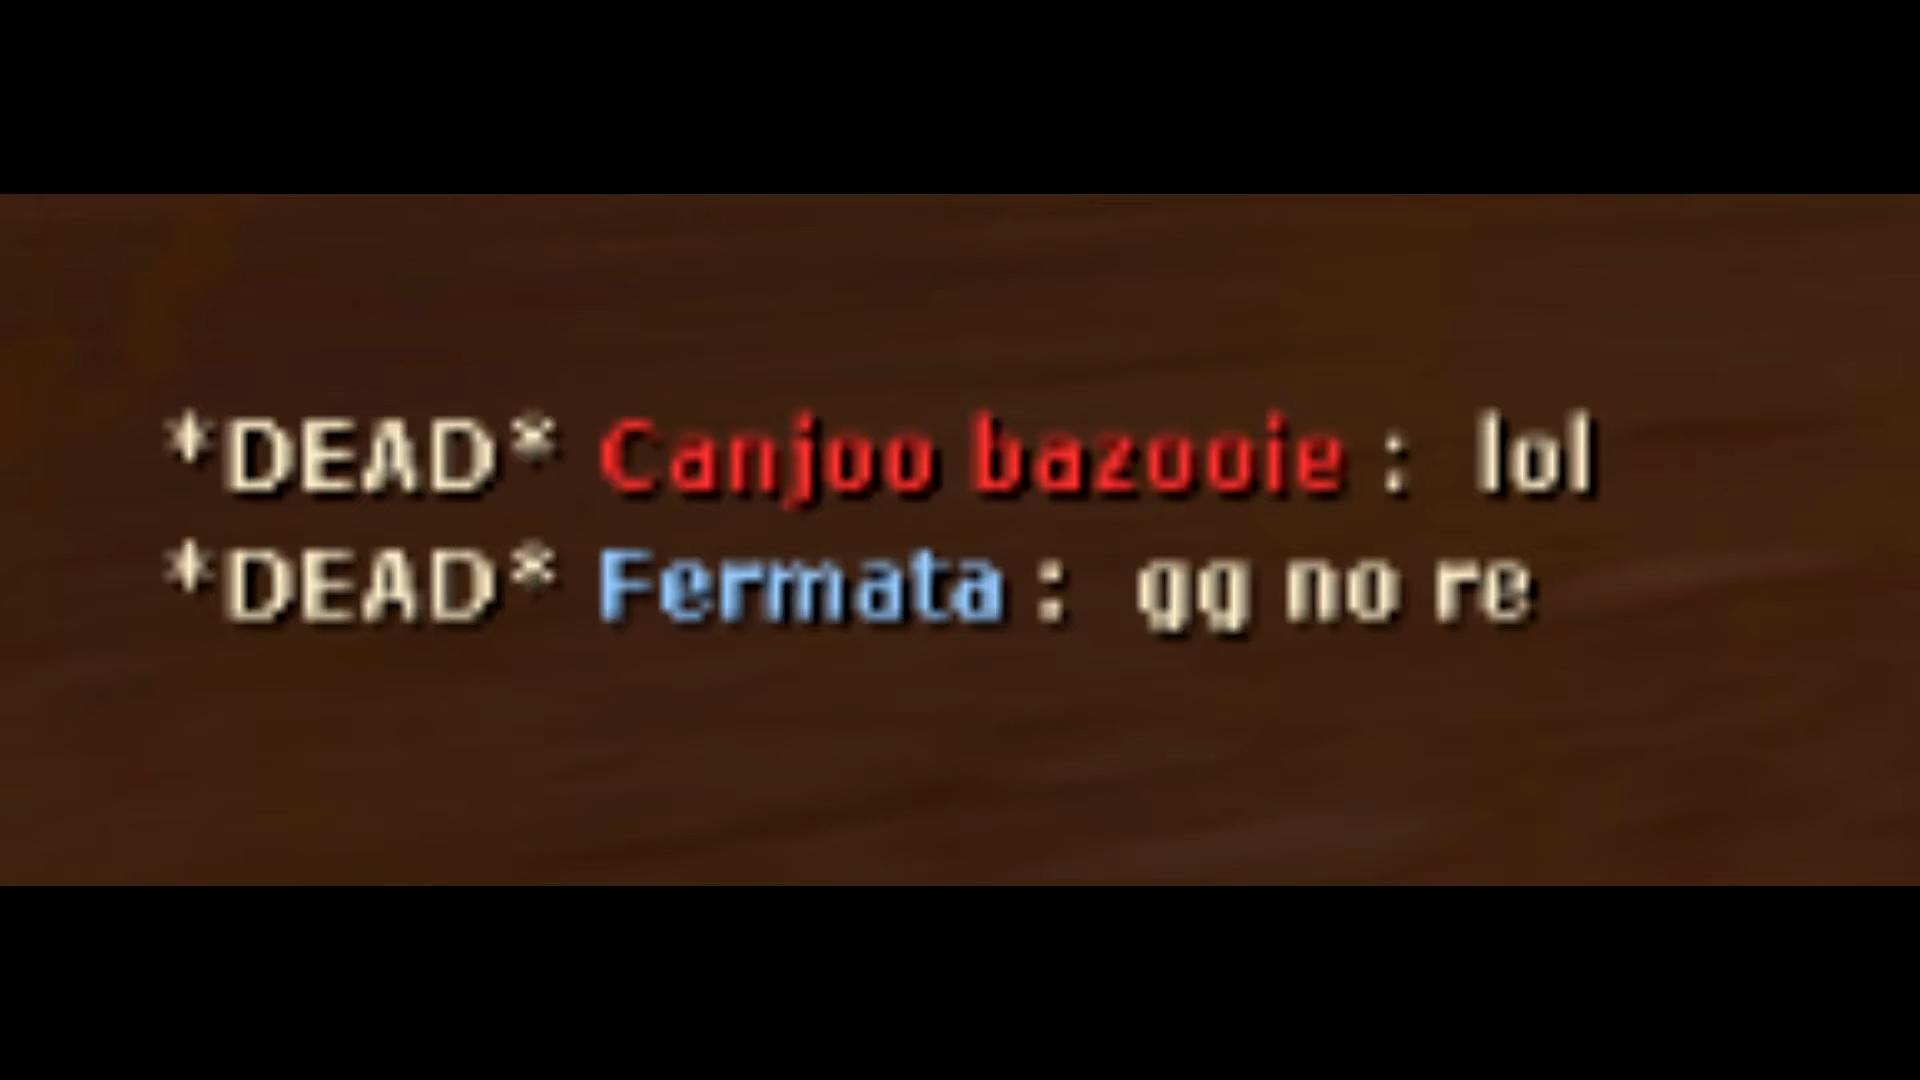 *DEAD* Canjoo bazooie :  lol
*DEAD* Fermata :  gg no re